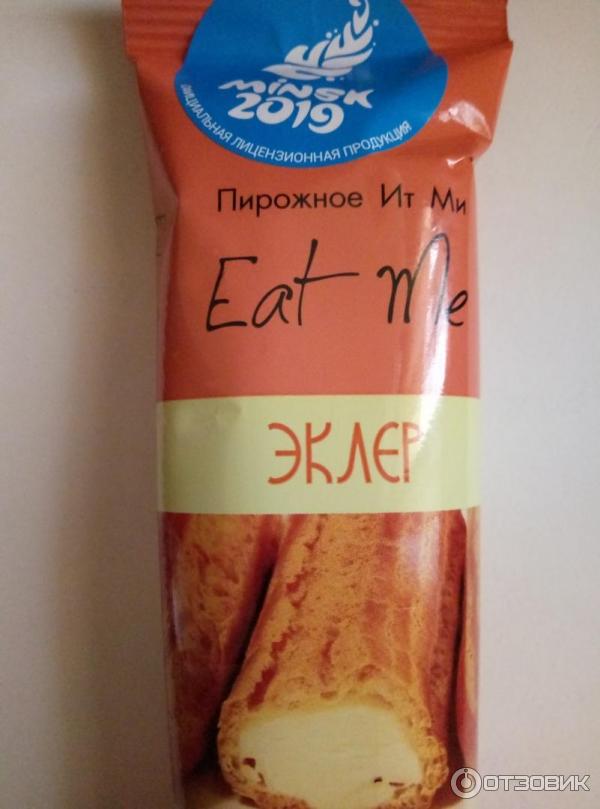 MINSK
2019
ОФИЦИАЛЬНАЯ ЛИЦЕНЗИОННАЯ ПРОДУКЦИЯ
Пирожное Ит Ми
Eat Me
ЭКЛЕР
ОТЗОВИК